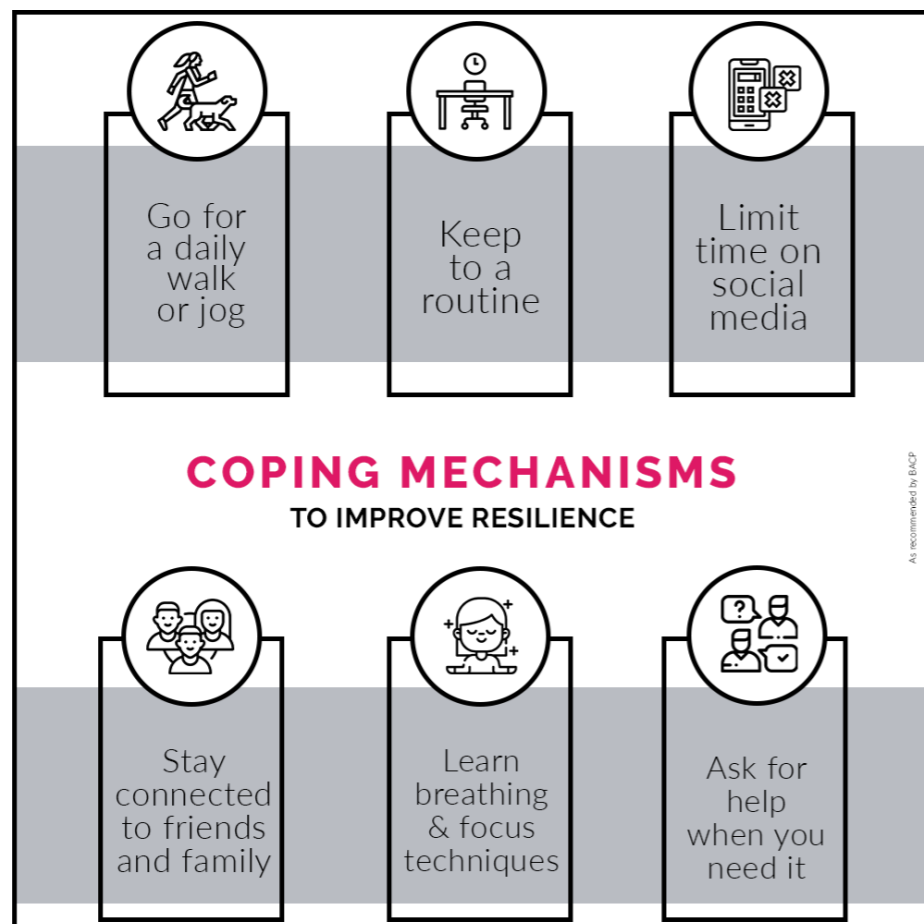 Go for
a daily
walk
or jog
Keep
to a
routine
Limit
time on
social
media
COPING MECHANISMS
TO IMPROVE RESILIENCE
As recommended by BACP
Stay
connected
to friends
and family
Learn
breathing
& focus
techniques
Ask for
help
when you
need it